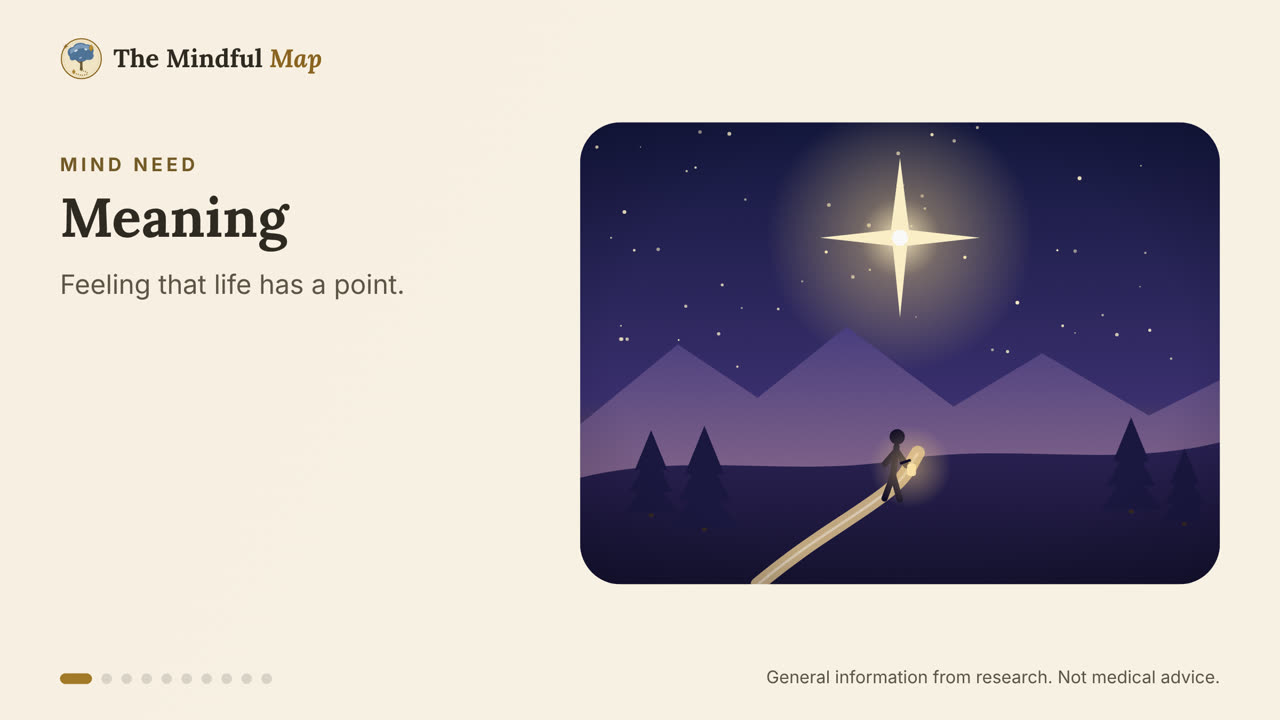 The Mindful Map
MIND NEED
Meaning
Feeling that life has a point.
General information from research. Not medical advice.